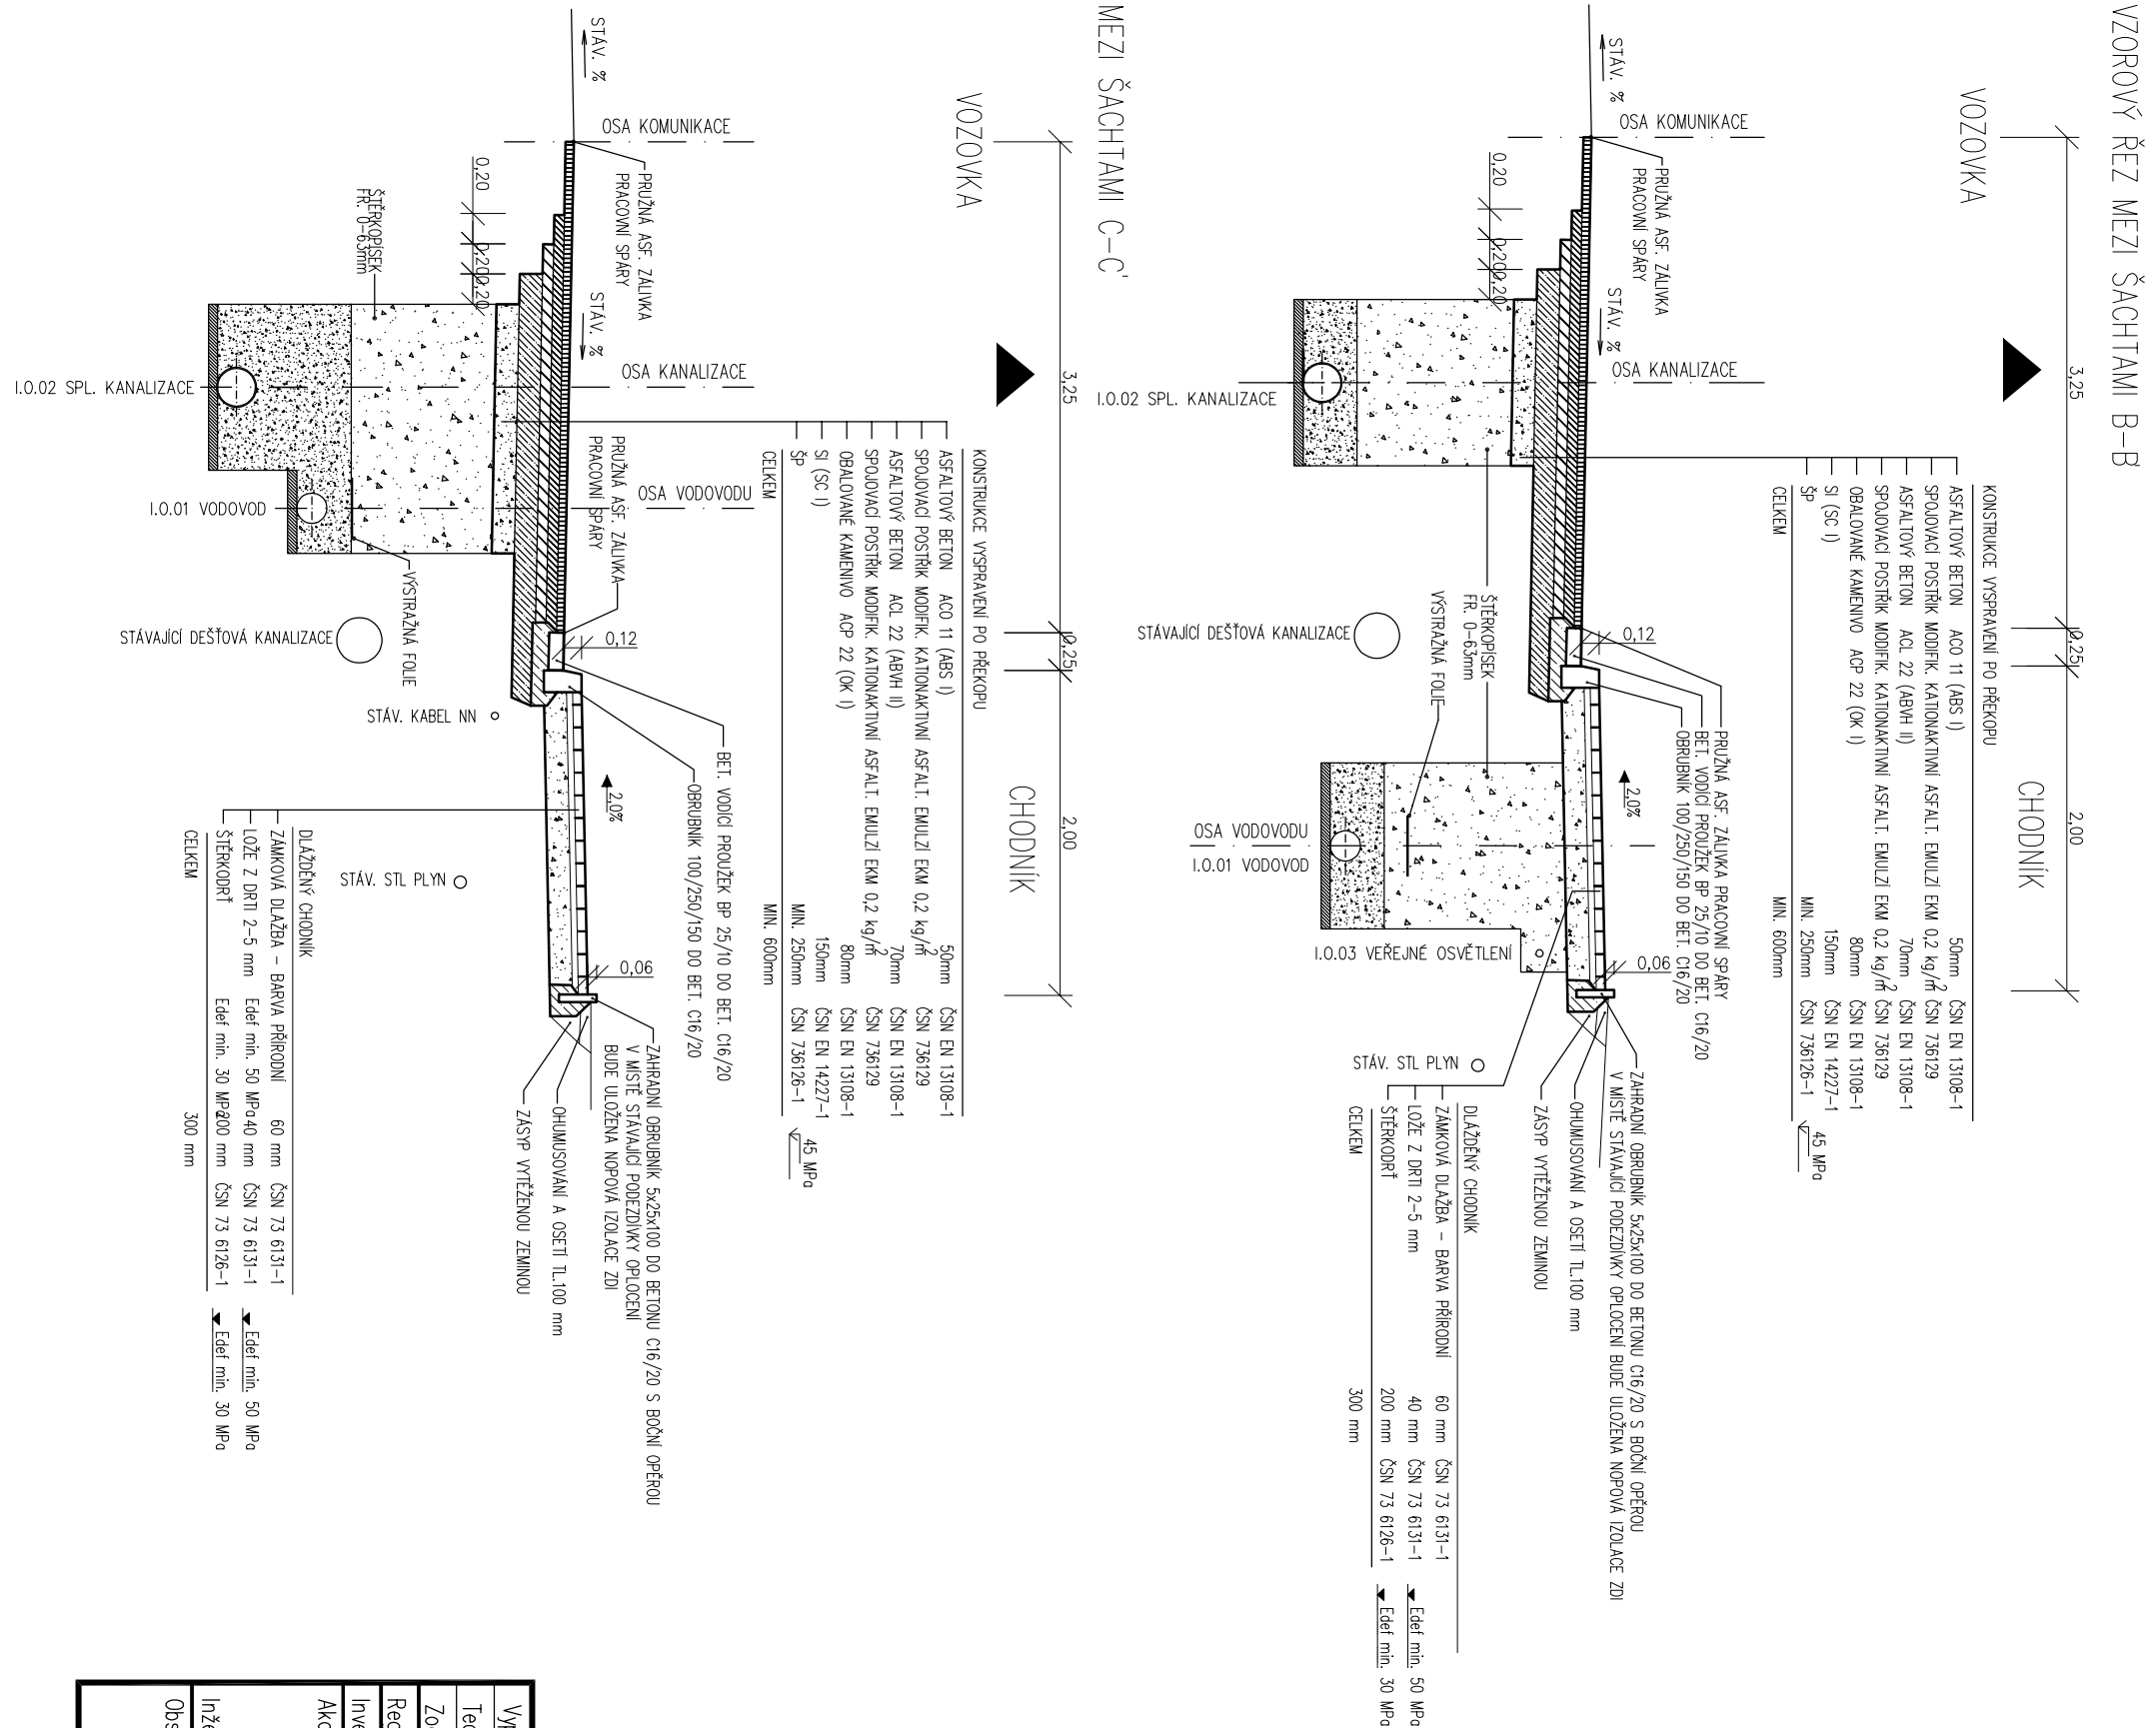 VZOROVÝ ŘEZ MEZI ŠACHTAMI B-B'
VOZOVKA
3,25
0,25
2,00
CHODNÍK
STÁV. %
OSA KOMUNIKACE
PRUŽNÁ ASF. ZÁLIVKA
PRACOVNÍ SPÁRY
0,20
0,20
0,20
STÁV. %
OSA KANALIZACE
I.O.02 SPL. KANALIZACE
KONSTRUKCE VYSPRAVENÍ PO PŘEKOPU
ASFALTOVÝ BETON ACO 11 (ABS I) 50mm ČSN EN 13108-1
SPOJOVACÍ POSTŘIK MODIFIK. KATIONAKTIVNÍ ASFALT. EMULZÍ EKM 0,2 kg/m2 ČSN 736129
ASFALTOVÝ BETON ACL 22 (ABVH II) 70mm ČSN EN 13108-1
SPOJOVACÍ POSTŘIK MODIFIK. KATIONAKTIVNÍ ASFALT. EMULZÍ EKM 0,2 kg/m2 ČSN 736129
OBALOVANÉ KAMENIVO ACP 22 (OK I) 80mm ČSN EN 13108-1
SI (SC I) 150mm ČSN EN 14227-1
ŠP MIN. 250mm ČSN 736126-1
45 MPa
CELKEM MIN. 600mm
0,12
PRUŽNÁ ASF. ZÁLIVKA PRACOVNÍ SPÁRY
BET. VODÍCÍ PROUŽEK BP 25/10 DO BET. C16/20
OBRUBNÍK 100/250/150 DO BET. C16/20
2,0%
ŠTĚRKOPÍSEK
FR. 0-63mm
VÝSTRAŽNÁ FOLIE
STÁVAJÍCÍ DEŠŤOVÁ KANALIZACE
OSA VODOVODU
I.O.01 VODOVOD
I.O.03 VEŘEJNÉ OSVĚTLENÍ
0,06
STÁV. STL PLYN
ZAHRADNÍ OBRUBNÍK 5x25x100 DO BETONU C16/20 S BOČNÍ OPĚROU
V MÍSTĚ STÁVAJÍCÍ PODEZDÍVKY OPLOCENÍ BUDE ULOŽENA NOPOVÁ IZOLACE ZDI
OHUMUSOVÁNÍ A OSETÍ TL.100 mm
ZÁSYP VYTĚŽENOU ZEMINOU
DLÁŽDĚNÝ CHODNÍK
ZÁMKOVÁ DLAŽBA - BARVA PŘÍRODNÍ 60 mm ČSN 73 6131-1
LOŽE Z DRTI 2-5 mm 40 mm ČSN 73 6131-1 Edef min. 50 MPa
ŠTĚRKODRŤ 200 mm ČSN 73 6126-1 Edef min. 30 MPa
CELKEM 300 mm
MEZI ŠACHTAMI C-C'
VOZOVKA
3,25
0,25
2,00
CHODNÍK
STÁV. %
OSA KOMUNIKACE
PRUŽNÁ ASF. ZÁLIVKA
PRACOVNÍ SPÁRY
0,20
0,20
0,20
STÁV. %
ŠTĚRKOPÍSEK
FR. 0-63mm
OSA KANALIZACE
I.O.02 SPL. KANALIZACE
OSA VODOVODU
I.O.01 VODOVOD
PRUŽNÁ ASF. ZÁLIVKA
PRACOVNÍ SPÁRY
VÝSTRAŽNÁ FOLIE
KONSTRUKCE VYSPRAVENÍ PO PŘEKOPU
ASFALTOVÝ BETON ACO 11 (ABS I) 50mm ČSN EN 13108-1
SPOJOVACÍ POSTŘIK MODIFIK. KATIONAKTIVNÍ ASFALT. EMULZÍ EKM 0,2 kg/m2 ČSN 736129
ASFALTOVÝ BETON ACL 22 (ABVH II) 70mm ČSN EN 13108-1
SPOJOVACÍ POSTŘIK MODIFIK. KATIONAKTIVNÍ ASFALT. EMULZÍ EKM 0,2 kg/m2 ČSN 736129
OBALOVANÉ KAMENIVO ACP 22 (OK I) 80mm ČSN EN 13108-1
SI (SC I) 150mm ČSN EN 14227-1
ŠP MIN. 250mm ČSN 736126-1
45 MPa
CELKEM MIN. 600mm
0,12
STÁVAJÍCÍ DEŠŤOVÁ KANALIZACE
STÁV. KABEL NN
BET. VODÍCÍ PROUŽEK BP 25/10 DO BET. C16/20
OBRUBNÍK 100/250/150 DO BET. C16/20
2,0%
STÁV. STL PLYN
0,06
ZAHRADNÍ OBRUBNÍK 5x25x100 DO BETONU C16/20 S BOČNÍ OPĚROU
V MÍSTĚ STÁVAJÍCÍ PODEZDÍVKY OPLOCENÍ
BUDE ULOŽENA NOPOVÁ IZOLACE ZDI
OHUMUSOVÁNÍ A OSETÍ TL.100 mm
ZÁSYP VYTĚŽENOU ZEMINOU
DLÁŽDĚNÝ CHODNÍK
ZÁMKOVÁ DLAŽBA - BARVA PŘÍRODNÍ 60 mm ČSN 73 6131-1
LOŽE Z DRTI 2-5 mm Edef min. 50 MPa 40 mm ČSN 73 6131-1 Edef min. 50 MPa
ŠTĚRKODRŤ Edef min. 30 MPa 200 mm ČSN 73 6126-1 Edef min. 30 MPa
CELKEM 300 mm